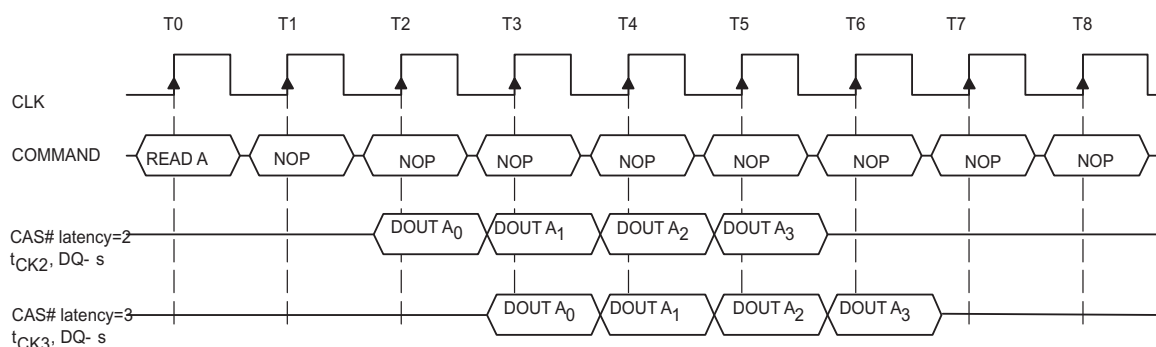 T0 T1 T2 T3 T4 T5 T6 T7 T8
CLK
COMMAND READ A NOP NOP NOP NOP NOP NOP NOP NOP
DOUT A0 DOUT A1 DOUT A2 DOUT A3
CAS# latency=2
tCK2, DQ- s
DOUT A0 DOUT A1 DOUT A2 DOUT A3
CAS# latency=3
tCK3, DQ- s